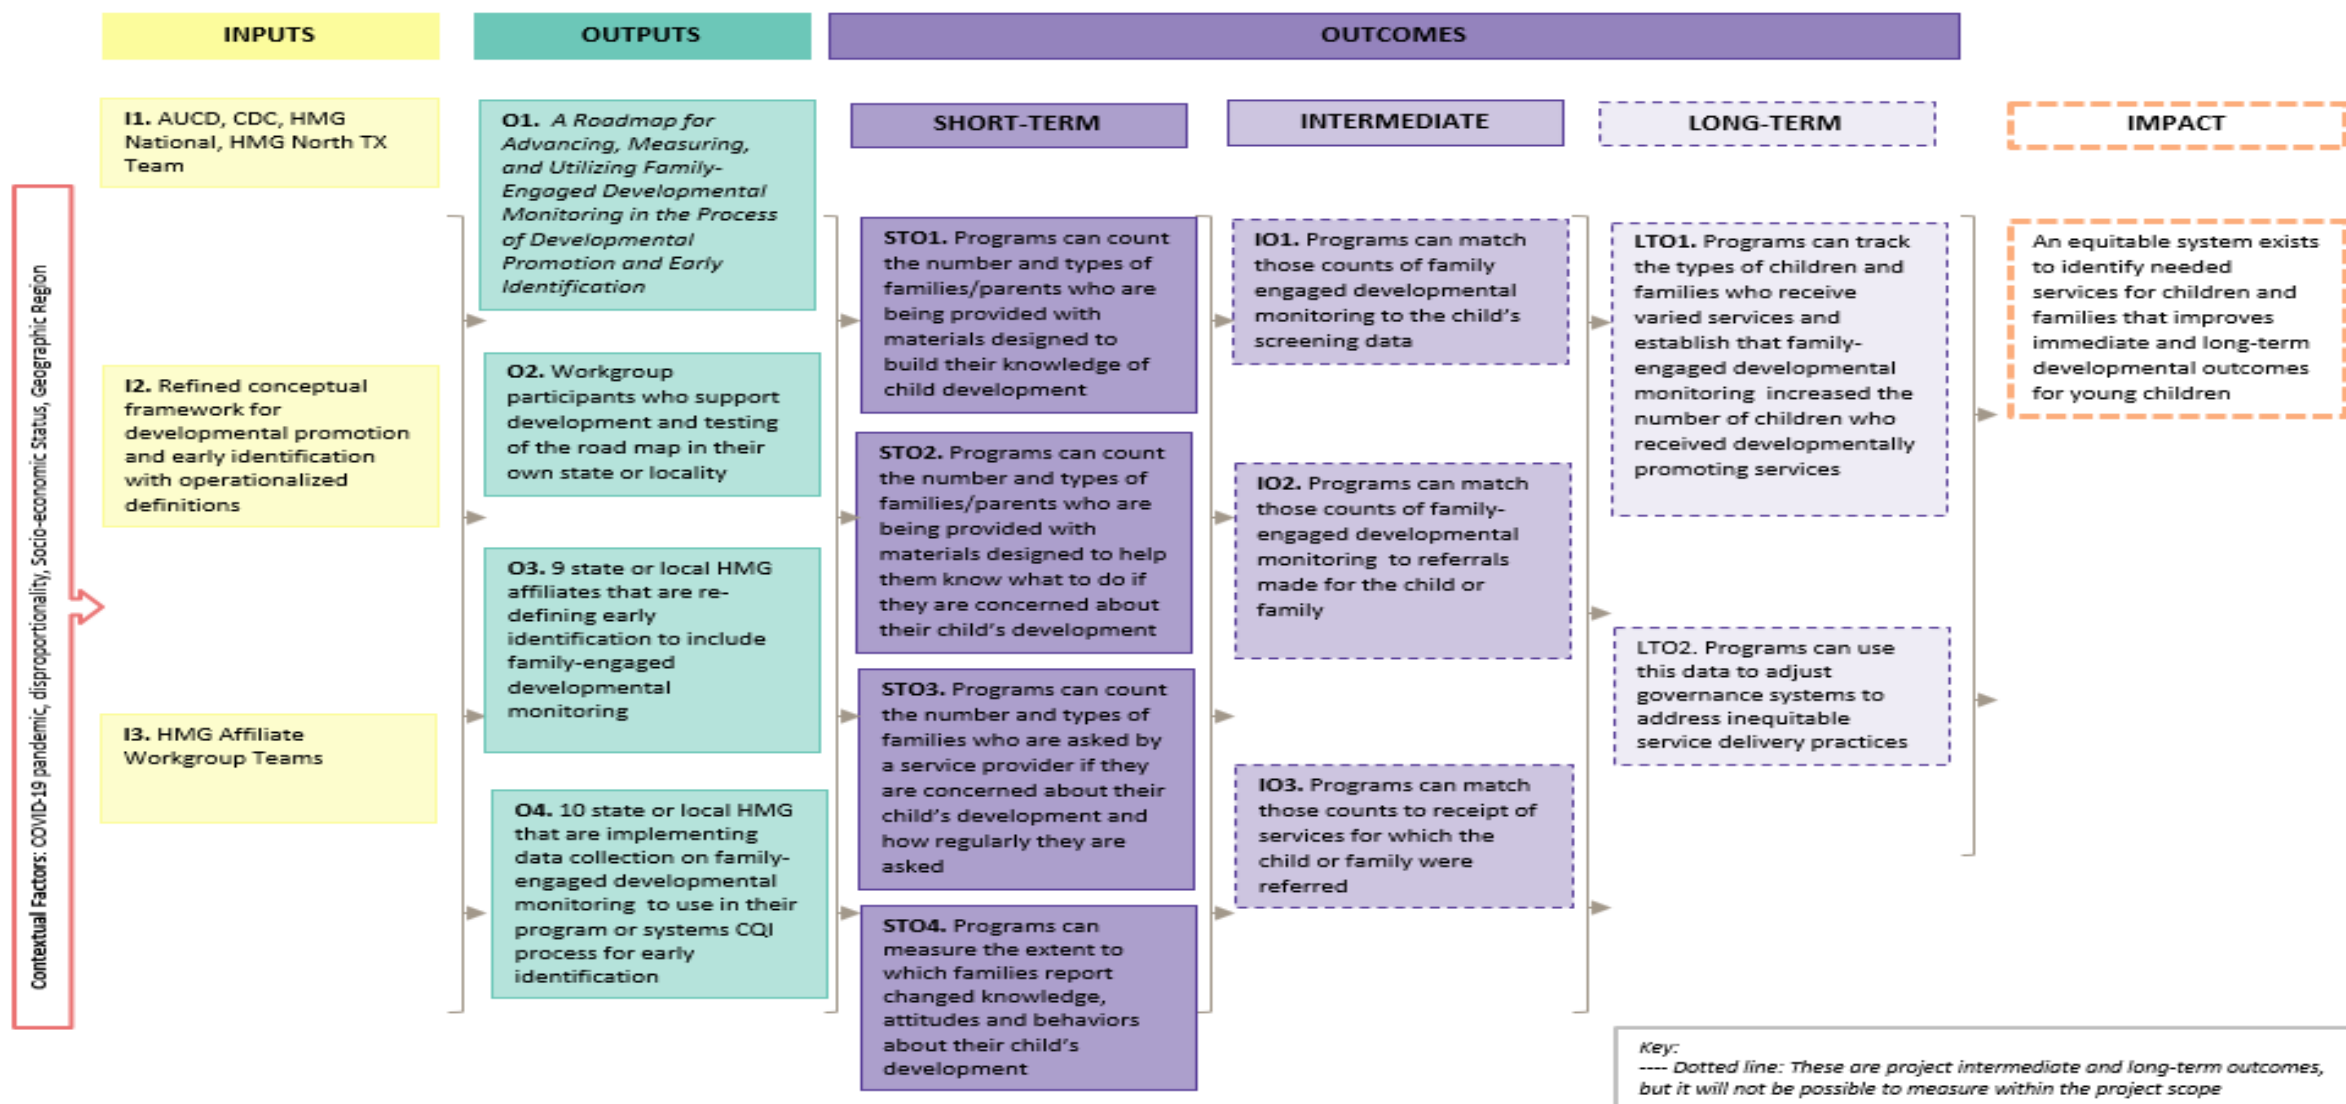 INPUTS
OUTPUTS
OUTCOMES
SHORT-TERM
INTERMEDIATE
LONG-TERM
IMPACT
Contextual Factors: COVID-19 pandemic, disproportionality, Socio-economic Status, Geographic Region
I1. AUCD, CDC, HMG
National, HMG North TX
Team
I2. Refined conceptual
framework for
developmental promotion
and early identification
with operationalized
definitions
I3. HMG Affiliate
Workgroup Teams
O1. A Roadmap for
Advancing, Measuring,
and Utilizing Family-
Engaged Developmental
Monitoring in the Process
of Developmental
Promotion and Early
Identification
O2. Workgroup
participants who support
development and testing
of the road map in their
own state or locality
O3. 9 state or local HMG
affiliates that are re-
defining early
identification to include
family-engaged
developmental
monitoring
O4. 10 state or local HMG
that are implementing
data collection on family-
engaged developmental
monitoring to use in their
program or systems CQI
process for early
identification
STO1. Programs can count
the number and types of
families/parents who are
being provided with
materials designed to
build their knowledge of
child development
STO2. Programs can count
the number and types of
families/parents who are
being provided with
materials designed to help
them know what to do if
they are concerned about
their child's development
STO3. Programs can count
the number and types of
families who are asked by
a service provider if they
are concerned about their
child's development and
how regularly they are
asked
STO4. Programs can
measure the extent to
which families report
changed knowledge,
attitudes and behaviors
about their child's
development
IO1. Programs can match
those counts of family
engaged developmental
monitoring to the child's
screening data
IO2. Programs can match
those counts of family-
engaged developmental
monitoring to referrals
made for the child or
family
IO3. Programs can match
those counts to receipt of
services for which the
child or family were
referred
LTO1. Programs can track
the types of children and
families who receive
varied services and
establish that family-
engaged developmental
monitoring increased the
number of children who
received developmentally
promoting services
LTO2. Programs can use
this data to adjust
governance systems to
address inequitable
service delivery practices
An equitable system exists
to identify needed
services for children and
families that improves
immediate and long-term
developmental outcomes
for young children
Key:
---- Dotted line: These are project intermediate and long-term outcomes,
but it will not be possible to measure within the project scope